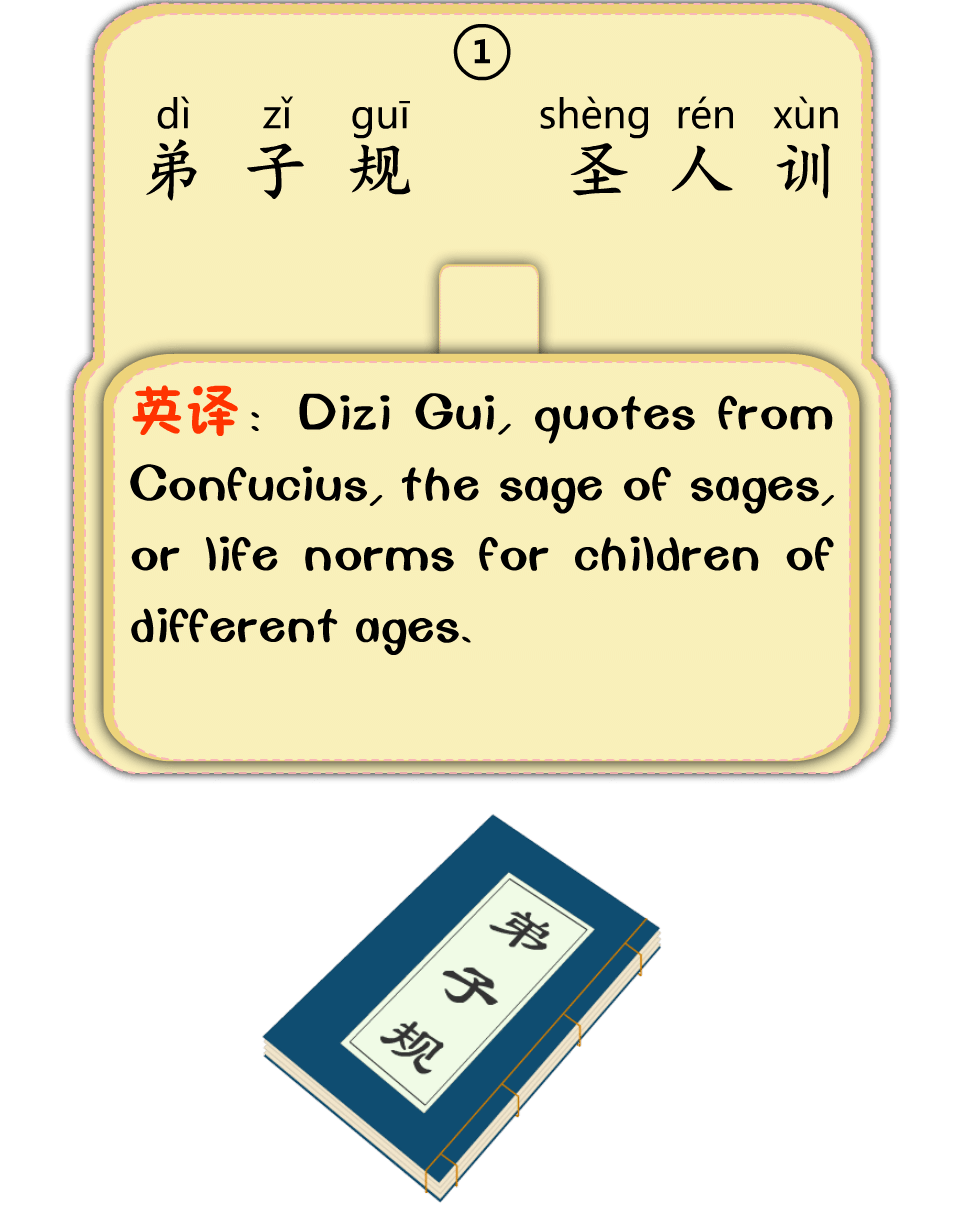 ①
dì zǐ guī shèng rén xùn
弟子规 圣人训
英译：Dizi Gui, quotes from
Confucius, the sage of sages,
or life norms for children of
different ages.
弟
子
规